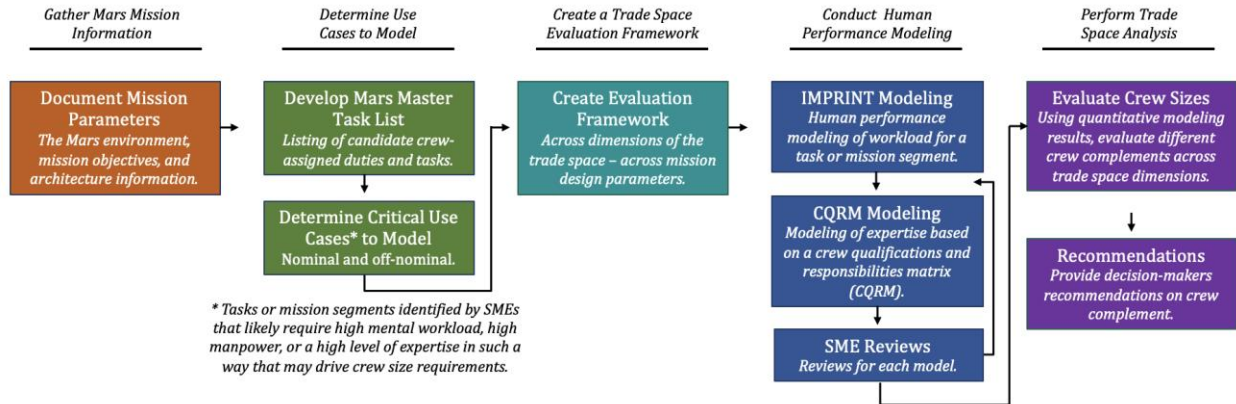 Gather Mars Mission
Information
Document Mission
Parameters
The Mars environment,
mission objectives, and
architecture information.
Determine Use
Cases to Model
Develop Mars Master
Task List
Listing of candidate crew-
assigned duties and tasks.
Determine Critical Use
Cases* to Model
Nominal and off-nominal.
* Tasks or mission segments identified by SMEs
that likely require high mental workload, high
manpower, or a high level of expertise in such a
way that may drive crew size requirements.
Create a Trade Space
Evaluation Framework
Create Evaluation
Framework
Across dimensions of the
trade space – across mission
design parameters.
Conduct Human
Performance Modeling
IMPRINT Modeling
Human performance
modeling of workload for a
task or mission segment.
CQRM Modeling
Modeling of expertise based
on a crew qualifications and
responsibilities matrix
(CQRM).
SME Reviews
Reviews for each model.
Perform Trade
Space Analysis
Evaluate Crew Sizes
Using quantitative modeling
results, evaluate different
crew complements across
trade space dimensions.
Recommendations
Provide decision-makers
recommendations on crew
complement.